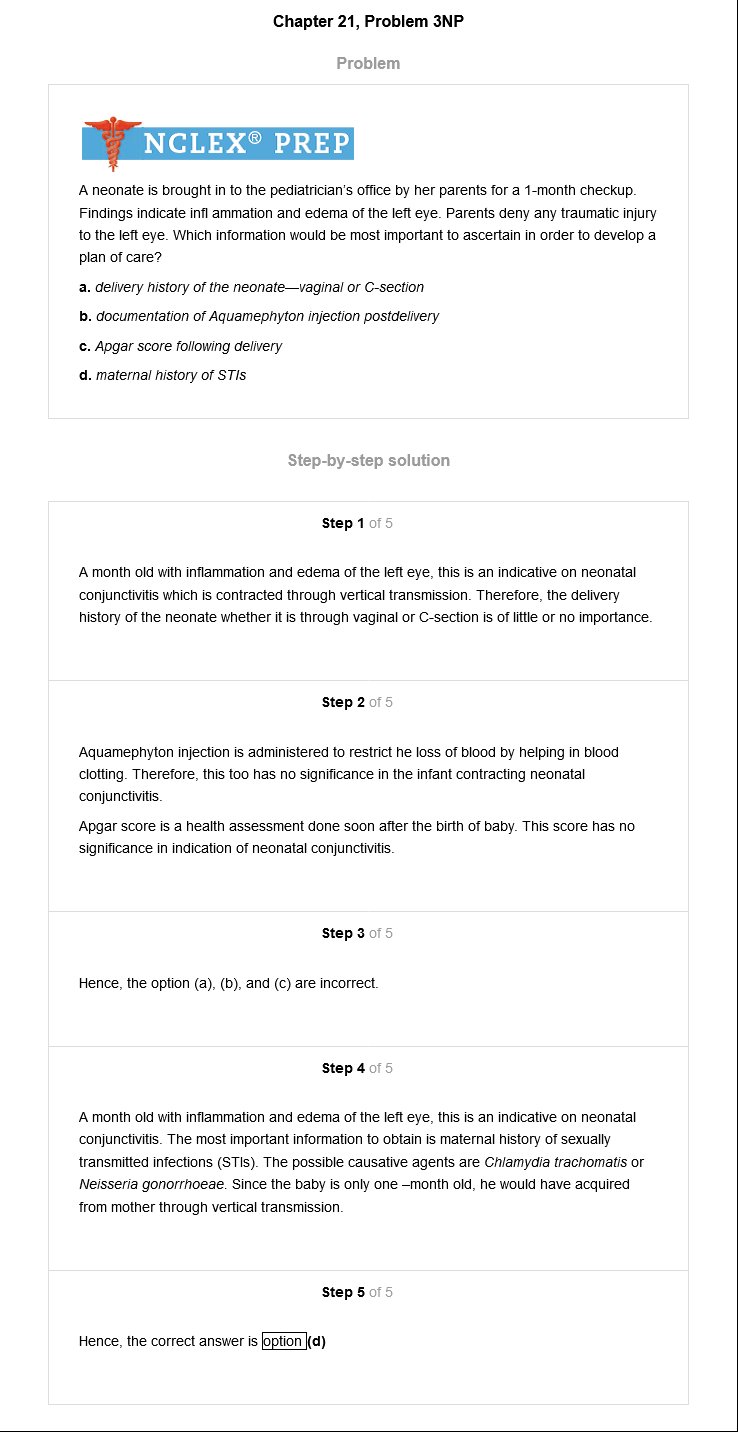 Chapter 21, Problem 3NP
Problem
NCLEX® PREP
A neonate is brought in to the pediatrician's office by her parents for a 1-month checkup.
Findings indicate infl ammation and edema of the left eye. Parents deny any traumatic injury
to the left eye. Which information would be most important to ascertain in order to develop a
plan of care?
a. delivery history of the neonate—vaginal or C-section
b. documentation of Aquamephyton injection postdelivery
c. Apgar score following delivery
d. maternal history of STIs
Step-by-step solution
Step 1 of 5
A month old with inflammation and edema of the left eye, this is an indicative on neonatal
conjunctivitis which is contracted through vertical transmission. Therefore, the delivery
history of the neonate whether it is through vaginal or C-section is of little or no importance.
Step 2 of 5
Aquamephyton injection is administered to restrict he loss of blood by helping in blood
clotting. Therefore, this too has no significance in the infant contracting neonatal
conjunctivitis.
Apgar score is a health assessment done soon after the birth of baby. This score has no
significance in indication of neonatal conjunctivitis.
Step 3 of 5
Hence, the option (a), (b), and (c) are incorrect.
Step 4 of 5
A month old with inflammation and edema of the left eye, this is an indicative on neonatal
conjunctivitis. The most important information to obtain is maternal history of sexually
transmitted infections (STIs). The possible causative agents are Chlamydia trachomatis or
Neisseria gonorrhoeae. Since the baby is only one –month old, he would have acquired
from mother through vertical transmission.
Step 5 of 5
Hence, the correct answer is option (d)